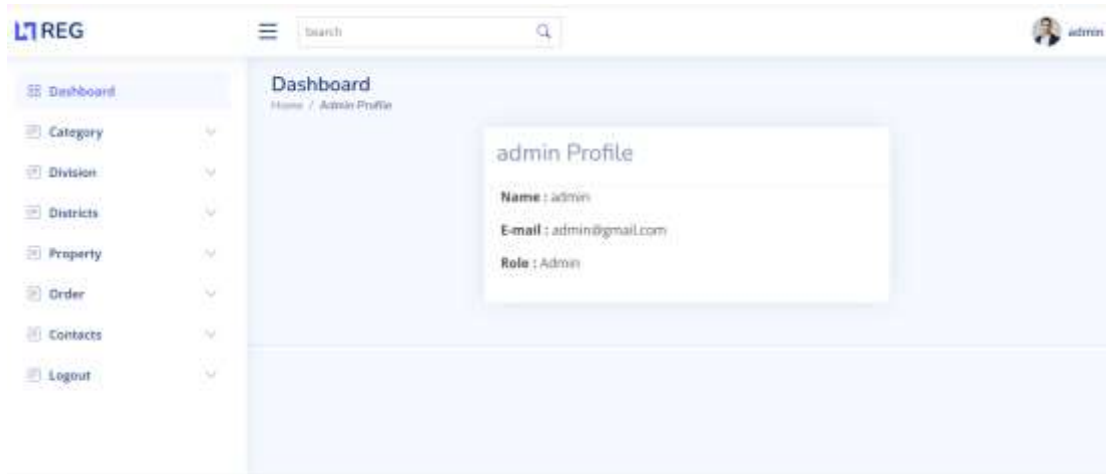 REG
Search
admin
Dashboard
Category
Division
Districts
Property
Order
Contacts
Logout
Dashboard
Home / Admin Profile
admin Profile
Name : admin
E-mail : admin@gmail.com
Role : Admin